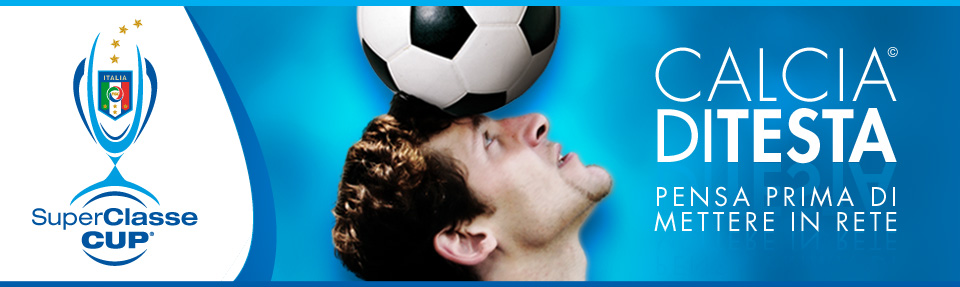 ITALIA
SuperClasse
CUP®
CALCIA©
DITESTA
PENSA PRIMA DI
METTERE IN RETE